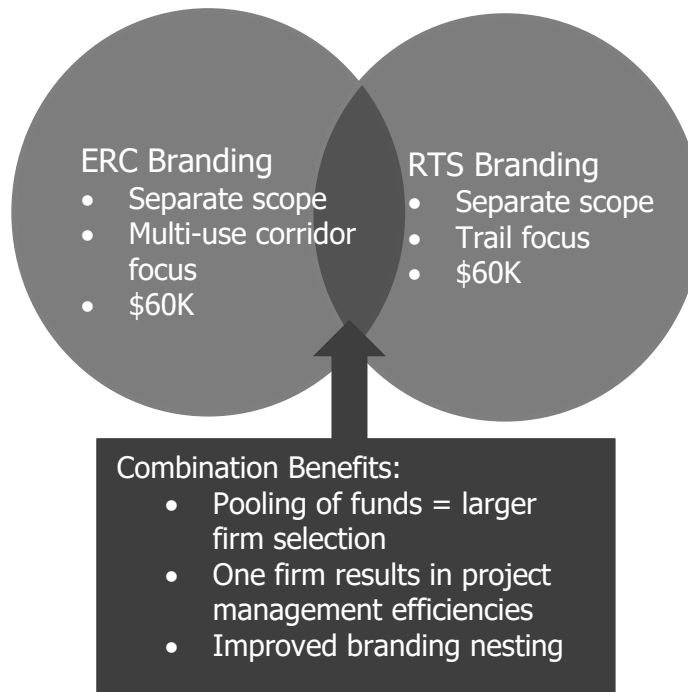 ERC Branding
• Separate scope
• Multi-use corridor
focus
• $60K
RTS Branding
• Separate scope
• Trail focus
• $60K
Combination Benefits:
• Pooling of funds = larger
firm selection
• One firm results in project
management efficiencies
• Improved branding nesting